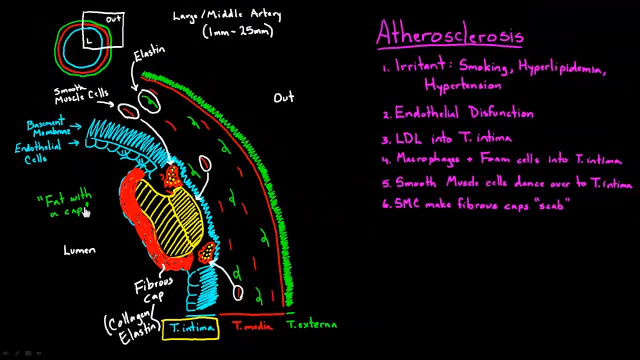 Out
L
Large/Middle Artery
(1mm - 25mm)
Elastin
Smooth
Muscle Cells
Basement
Membrane
Endothelial
Cells
Out
"Fat with
a cap"
Lumen
Fibrous
cap
(Collagen
Elastin)
T. intima
T. media
T. externa
Atherosclerosis
1. Irritant: Smoking, Hyperlipidemia,
Hypertension
2. Endothelial Disfunction
3. LDL into T. intima
4. Macrophages + Foam cells into T. intima
5. Smooth Muscle cells dance over to T. intima
6. SMC make fibrous caps "scab"